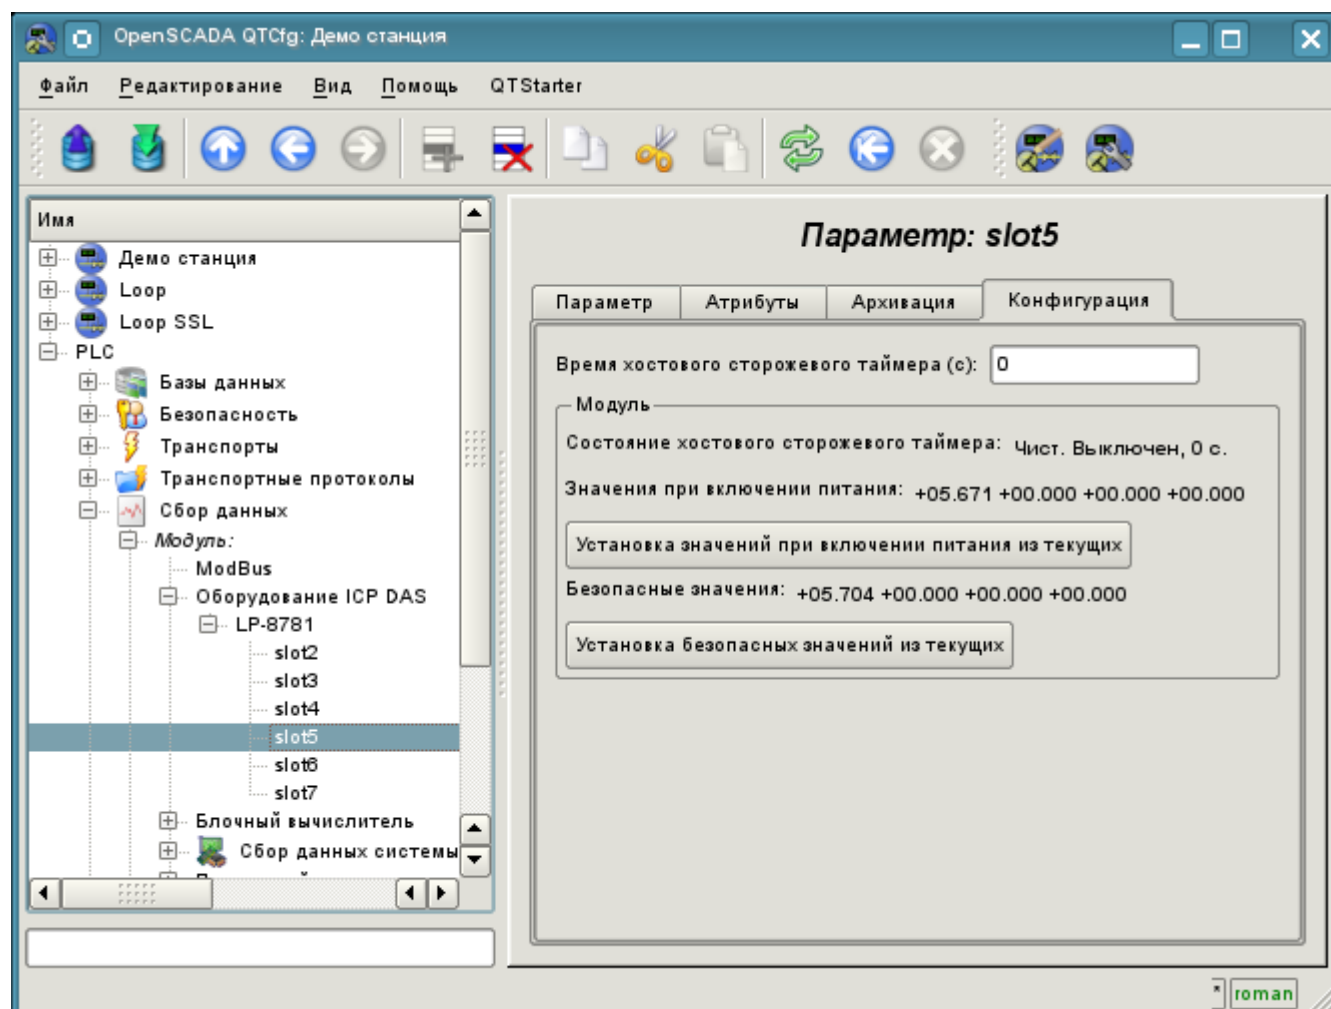 OpenSCADA QTCfg: Демо станция
Файл Редактирование Вид Помощь QTStarter
Имя
Демо станция
Loop
Loop SSL
PLC
Базы данных
Безопасность
Транспорты
Транспортные протоколы
Сбор данных
Модуль:
ModBus
Оборудование ICP DAS
LP-8781
slot2
slot3
slot4
slot5
slot6
slot7
Блочный вычислитель
Сбор данных системы
Параметр: slot5
Параметр Атрибуты Архивация Конфигурация
Время хостового сторожевого таймера (с): 0
Модуль
Состояние хостового сторожевого таймера: Чист. Выключен, 0 с.
Значения при включении питания: +05.671 +00.000 +00.000 +00.000
Установка значений при включении питания из текущих
Безопасные значения: +05.704 +00.000 +00.000 +00.000
Установка безопасных значений из текущих
* roman